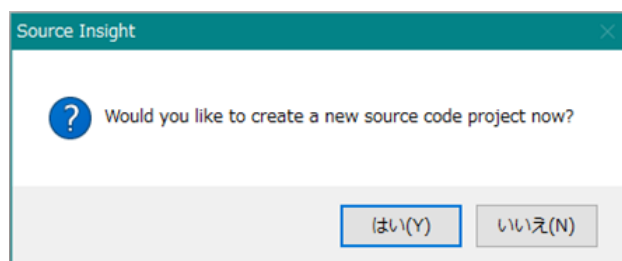 Source Insight
Would you like to create a new source code project now?
はい(Y)
いいえ(N)